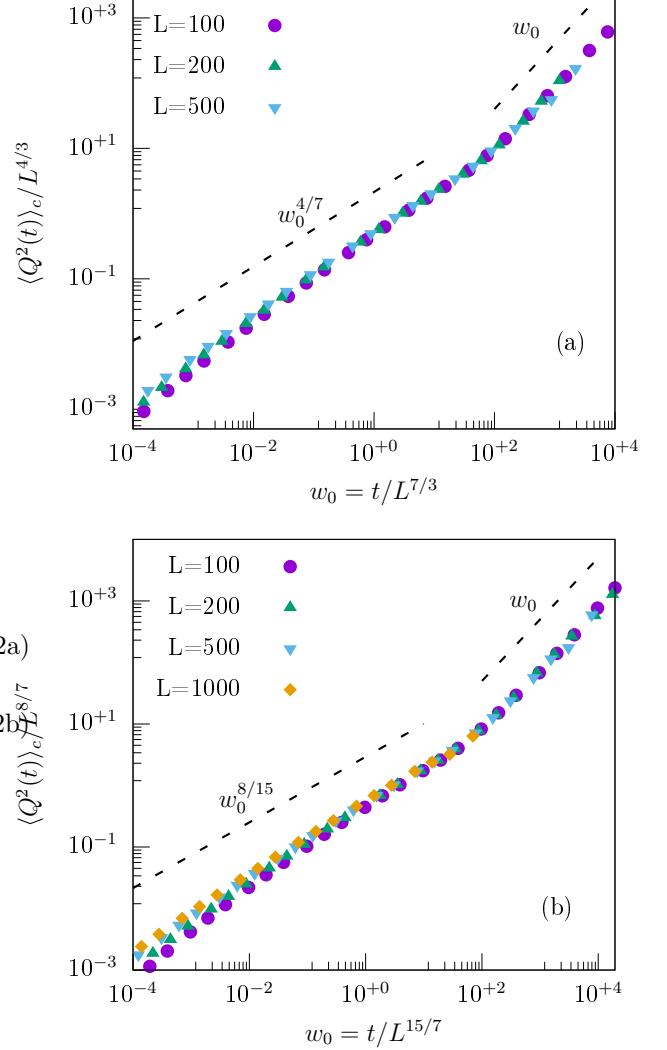 10^{+3}
L=100
w_0
L=200
L=500
10^{+1}
⟨Q^2(t)⟩_c/L^{4/3}
w_0^{4/7}
10^{−1}
(a)
10^{−3}
10^{−4} 10^{−2} 10^{+0} 10^{+2} 10^{+4}
w_0 = t/L^{7/3}
L=100
10^{+3}
w_0
L=200
2a)
L=500
L=1000
2b)
10^{+1}
⟨Q^2(t)⟩_c/L^{8/7}
w_0^{8/15}
10^{−1}
(b)
10^{−3}
10^{−4} 10^{−2} 10^{+0} 10^{+2} 10^{+4}
w_0 = t/L^{15/7}